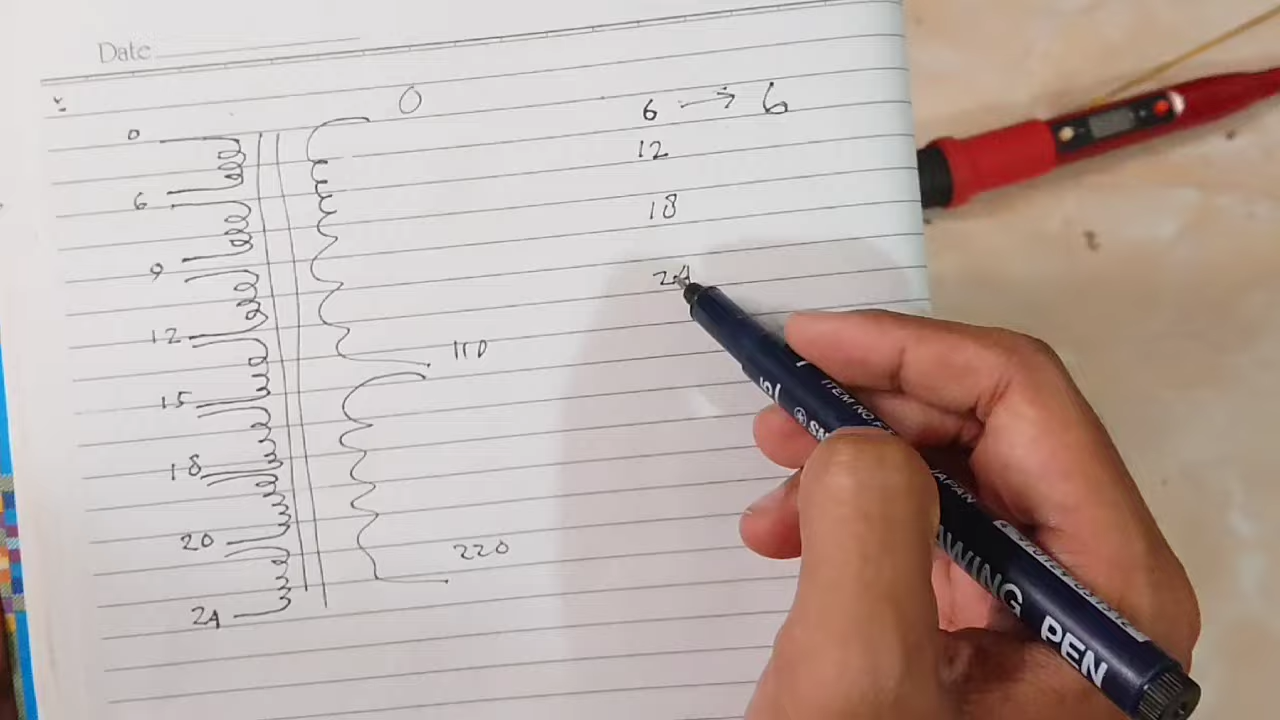 Date
0
0
6 → 6
12
6
18
9
24
12
110
15
18
20
220
24
ITEM NO.
JAPAN
DRAWING
PEN